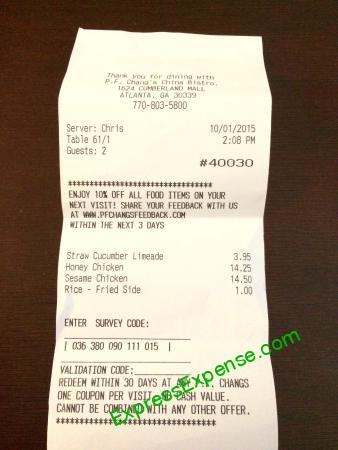 Thank you for dining with
P.F. Chang's China Bistro.
1624 CUMBERLAND MALL
ATLANTA, GA 30339
770-803-5800
Server: Chris 10/01/2015
Table 61/1 2:08 PM
Guests: 2
#40030
********************************
ENJOY 10% OFF ALL FOOD ITEMS ON YOUR
NEXT VISIT! SHARE YOUR FEEDBACK WITH US
AT WWW.PFCHANGSFEEDBACK.COM
WITHIN THE NEXT 3 DAYS
Straw Cucumber Limeade 3.95
Honey Chicken 14.25
Sesame Chicken 14.50
Rice - Fried Side 1.00
ENTER SURVEY CODE:
| 036 380 090 111 015 |
VALIDATION CODE:
REDEEM WITHIN 30 DAYS AT ANY P.F. CHANGS
ONE COUPON PER VISIT. NO CASH VALUE.
CANNOT BE COMBINED WITH ANY OTHER OFFER.
********************************
ExpressExpense.com